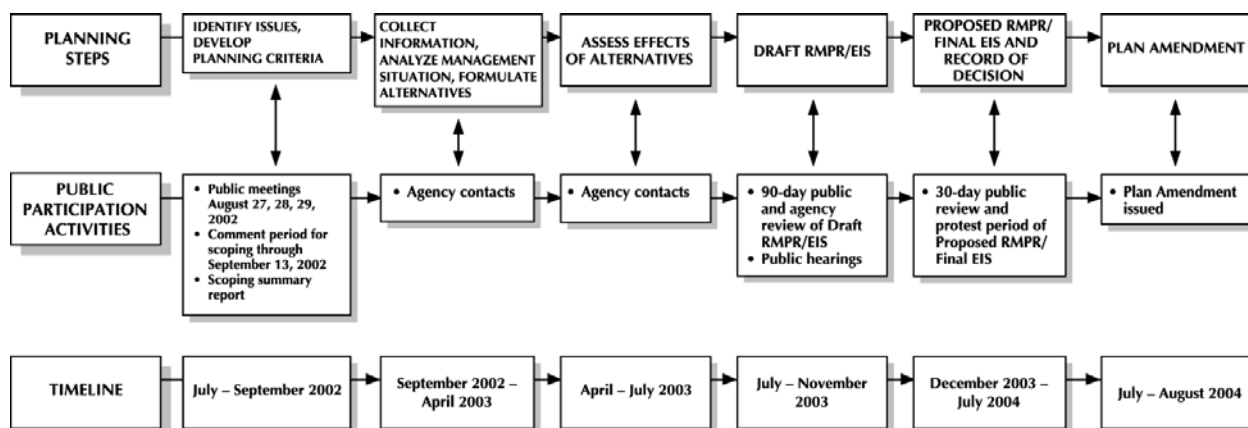 PLANNING
STEPS
IDENTIFY ISSUES,
DEVELOP
PLANNING CRITERIA
COLLECT
INFORMATION,
ANALYZE MANAGEMENT
SITUATION, FORMULATE
ALTERNATIVES
ASSESS EFFECTS
OF ALTERNATIVES
DRAFT RMPR/EIS
PROPOSED RMPR/
FINAL EIS AND
RECORD OF
DECISION
PLAN AMENDMENT
PUBLIC
PARTICIPATION
ACTIVITIES
• Public meetings
August 27, 28, 29,
2002
• Comment period for
scoping through
September 13, 2002
• Scoping summary
report
• Agency contacts
• Agency contacts
• 90-day public
and agency
review of Draft
RMPR/EIS
• Public hearings
• 30-day public
review and
protest period of
Proposed RMPR/
Final EIS
• Plan Amendment
issued
TIMELINE
July – September 2002
September 2002 –
April 2003
April – July 2003
July – November
2003
December 2003 –
July 2004
July – August 2004